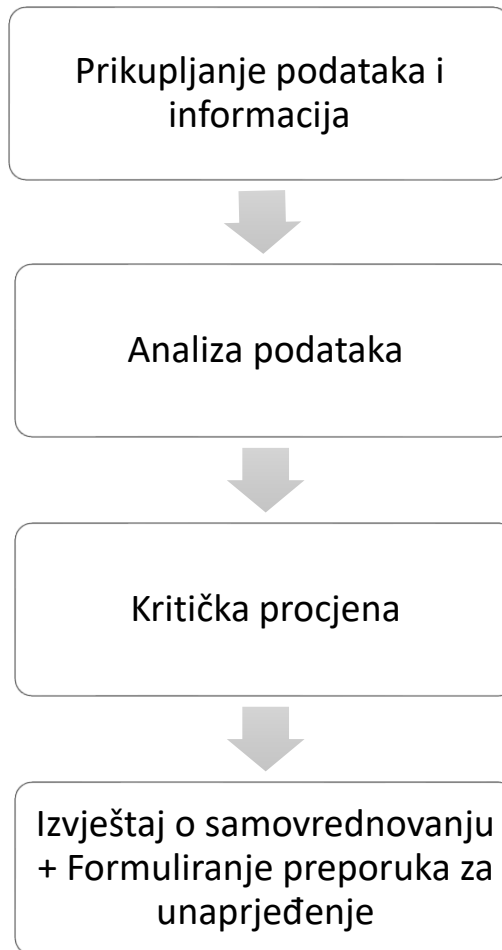 Prikupljanje podataka i
informacija
Analiza podataka
Kritička procjena
Izvještaj o samovrednovanju
+ Formuliranje preporuka za
unaprjeđenje